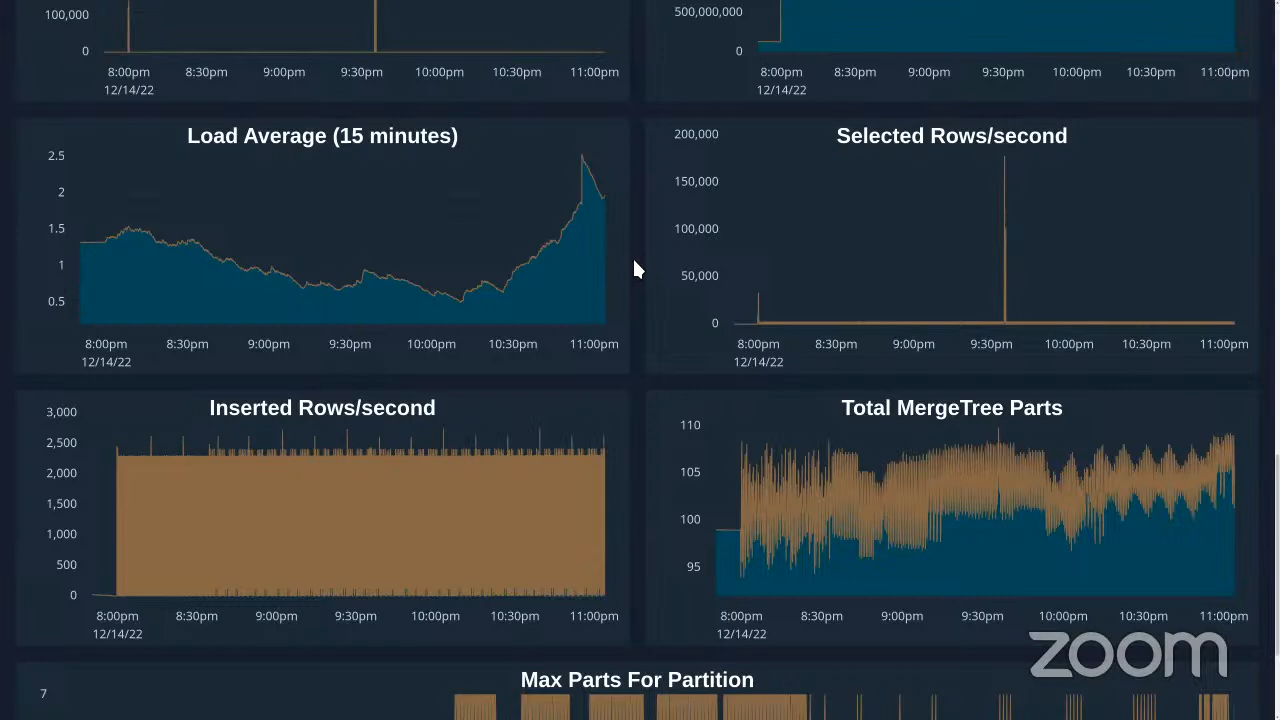 100,000
0
8:00pm 8:30pm 9:00pm 9:30pm 10:00pm 10:30pm 11:00pm
12/14/22
500,000,000
0
8:00pm 8:30pm 9:00pm 9:30pm 10:00pm 10:30pm 11:00pm
12/14/22
Load Average (15 minutes)
2.5
2
1.5
1
0.5
8:00pm 8:30pm 9:00pm 9:30pm 10:00pm 10:30pm 11:00pm
12/14/22
Selected Rows/second
200,000
150,000
100,000
50,000
0
8:00pm 8:30pm 9:00pm 9:30pm 10:00pm 10:30pm 11:00pm
12/14/22
Inserted Rows/second
3,000
2,500
2,000
1,500
1,000
500
0
8:00pm 8:30pm 9:00pm 9:30pm 10:00pm 10:30pm 11:00pm
12/14/22
Total MergeTree Parts
110
105
100
95
8:00pm 8:30pm 9:00pm 9:30pm 10:00pm 10:30pm 11:00pm
12/14/22
zoom
Max Parts For Partition
7